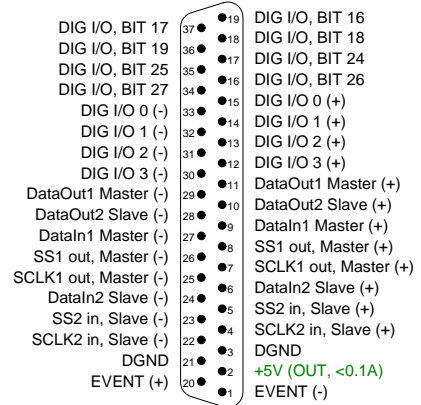 19 DIG I/O, BIT 16
DIG I/O, BIT 17 37
18 DIG I/O, BIT 18
DIG I/O, BIT 19 36
17 DIG I/O, BIT 24
DIG I/O, BIT 25 35
16 DIG I/O, BIT 26
DIG I/O, BIT 27 34
15 DIG I/O 0 (+)
DIG I/O 0 (-) 33
14 DIG I/O 1 (+)
DIG I/O 1 (-) 32
13 DIG I/O 2 (+)
DIG I/O 2 (-) 31
12 DIG I/O 3 (+)
DIG I/O 3 (-) 30
11 DataOut1 Master (+)
DataOut1 Master (-) 29
10 DataOut2 Slave (+)
DataOut2 Slave (-) 28
9 DataIn1 Master (+)
DataIn1 Master (-) 27
8 SS1 out, Master (+)
SS1 out, Master (-) 26
7 SCLK1 out, Master (+)
SCLK1 out, Master (-) 25
6 DataIn2 Slave (+)
DataIn2 Slave (-) 24
5 SS2 in, Slave (+)
SS2 in, Slave (-) 23
4 SCLK2 in, Slave (+)
SCLK2 in, Slave (-) 22
3 DGND
DGND 21
2 +5V (OUT, <0.1A)
EVENT (+) 20
1 EVENT (-)